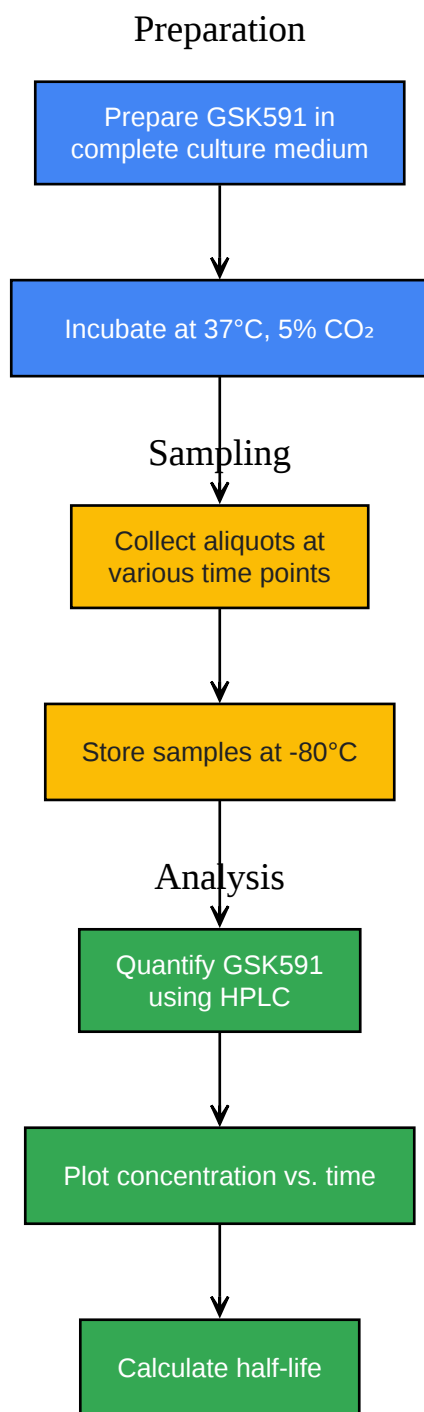 Preparation
Prepare GSK591 in
complete culture medium
Incubate at 37°C, 5% CO₂
Sampling
Collect aliquots at
various time points
Store samples at -80°C
Analysis
Quantify GSK591
using HPLC
Plot concentration vs. time
Calculate half-life